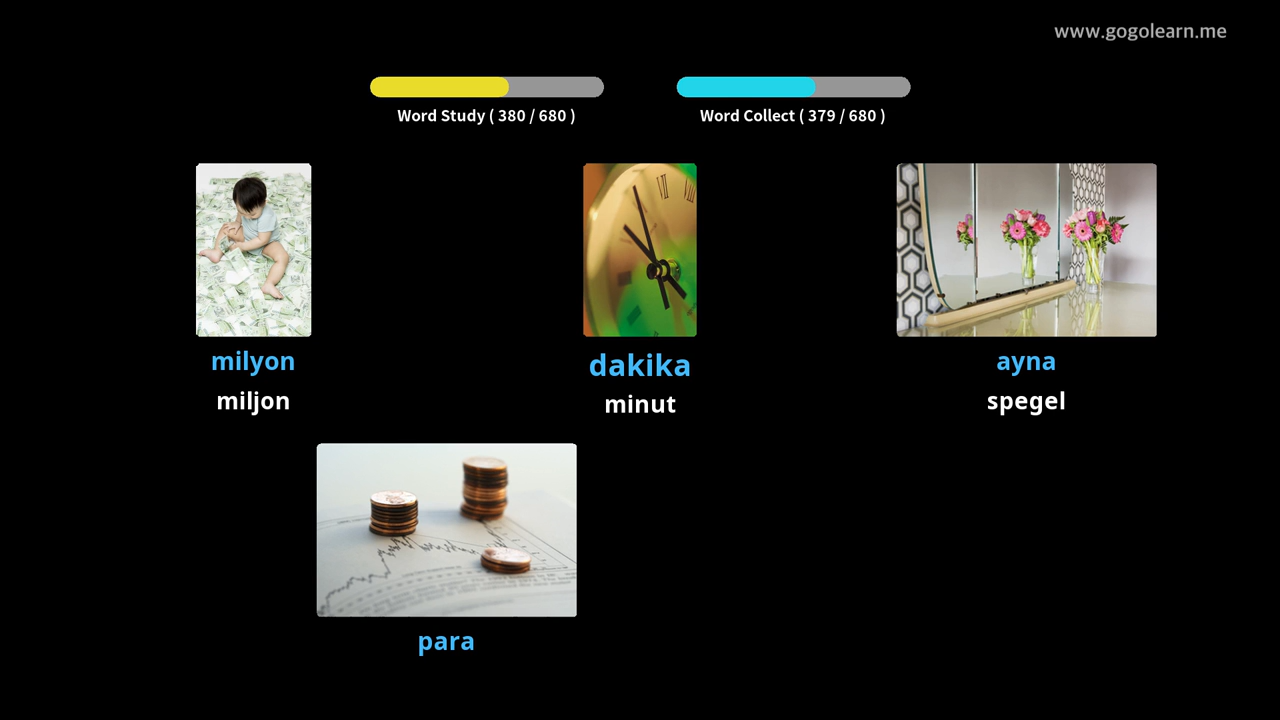 www.gogolearn.me
Word Study ( 380 / 680 )
Word Collect ( 379 / 680 )
milyon
dakika
ayna
miljon
minut
spegel
para